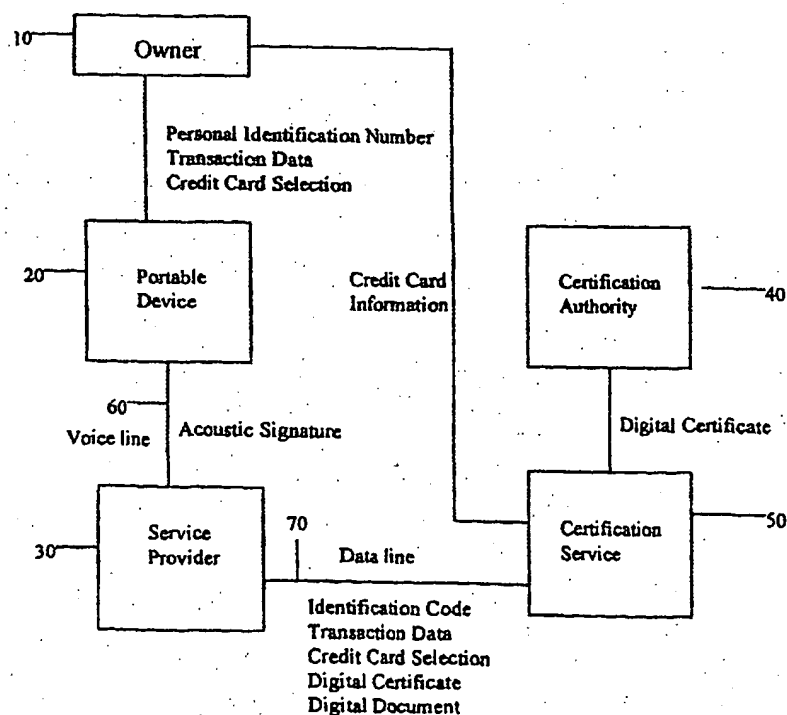 10
Owner
Personal Identification Number
Transaction Data
Credit Card Selection
20
Portable
Device
Credit Card
Information
Certification
Authority
40
60
Voice line
Acoustic Signature
Digital Certificate
30
Service
Provider
70
Data line
Certification
Service
50
Identification Code
Transaction Data
Credit Card Selection
Digital Certificate
Digital Document